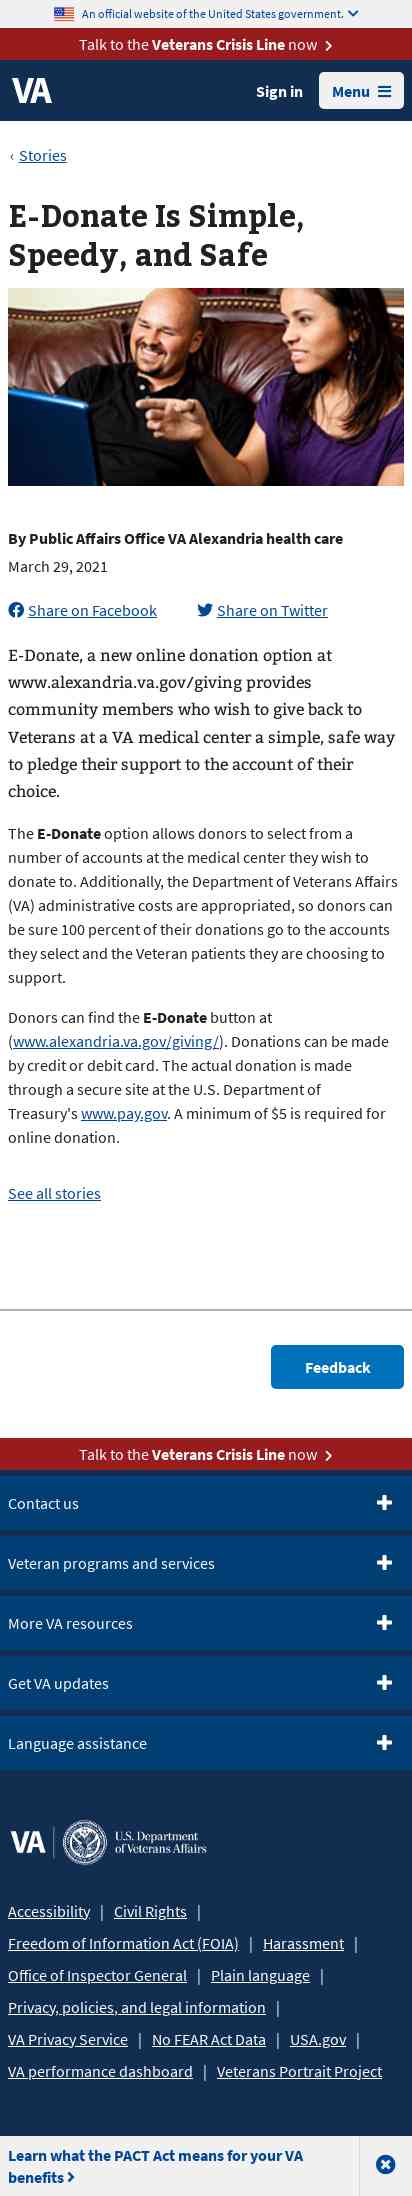 An official website of the United States government.
Talk to the Veterans Crisis Line now
VA
Sign in
Menu
‹ Stories
E-Donate Is Simple,
Speedy, and Safe
By Public Affairs Office VA Alexandria health care
March 29, 2021
Share on Facebook
Share on Twitter
E-Donate, a new online donation option at
www.alexandria.va.gov/giving provides
community members who wish to give back to
Veterans at a VA medical center a simple, safe way
to pledge their support to the account of their
choice.
The E-Donate option allows donors to select from a
number of accounts at the medical center they wish to
donate to. Additionally, the Department of Veterans Affairs
(VA) administrative costs are appropriated, so donors can
be sure 100 percent of their donations go to the accounts
they select and the Veteran patients they are choosing to
support.
Donors can find the E-Donate button at
(www.alexandria.va.gov/giving/). Donations can be made
by credit or debit card. The actual donation is made
through a secure site at the U.S. Department of
Treasury's www.pay.gov. A minimum of $5 is required for
online donation.
See all stories
Feedback
Talk to the Veterans Crisis Line now
Contact us
Veteran programs and services
More VA resources
Get VA updates
Language assistance
VA | U.S. Department
of Veterans Affairs
Accessibility | Civil Rights |
Freedom of Information Act (FOIA) | Harassment |
Office of Inspector General | Plain language |
Privacy, policies, and legal information |
VA Privacy Service | No FEAR Act Data | USA.gov |
VA performance dashboard | Veterans Portrait Project
Learn what the PACT Act means for your VA
benefits